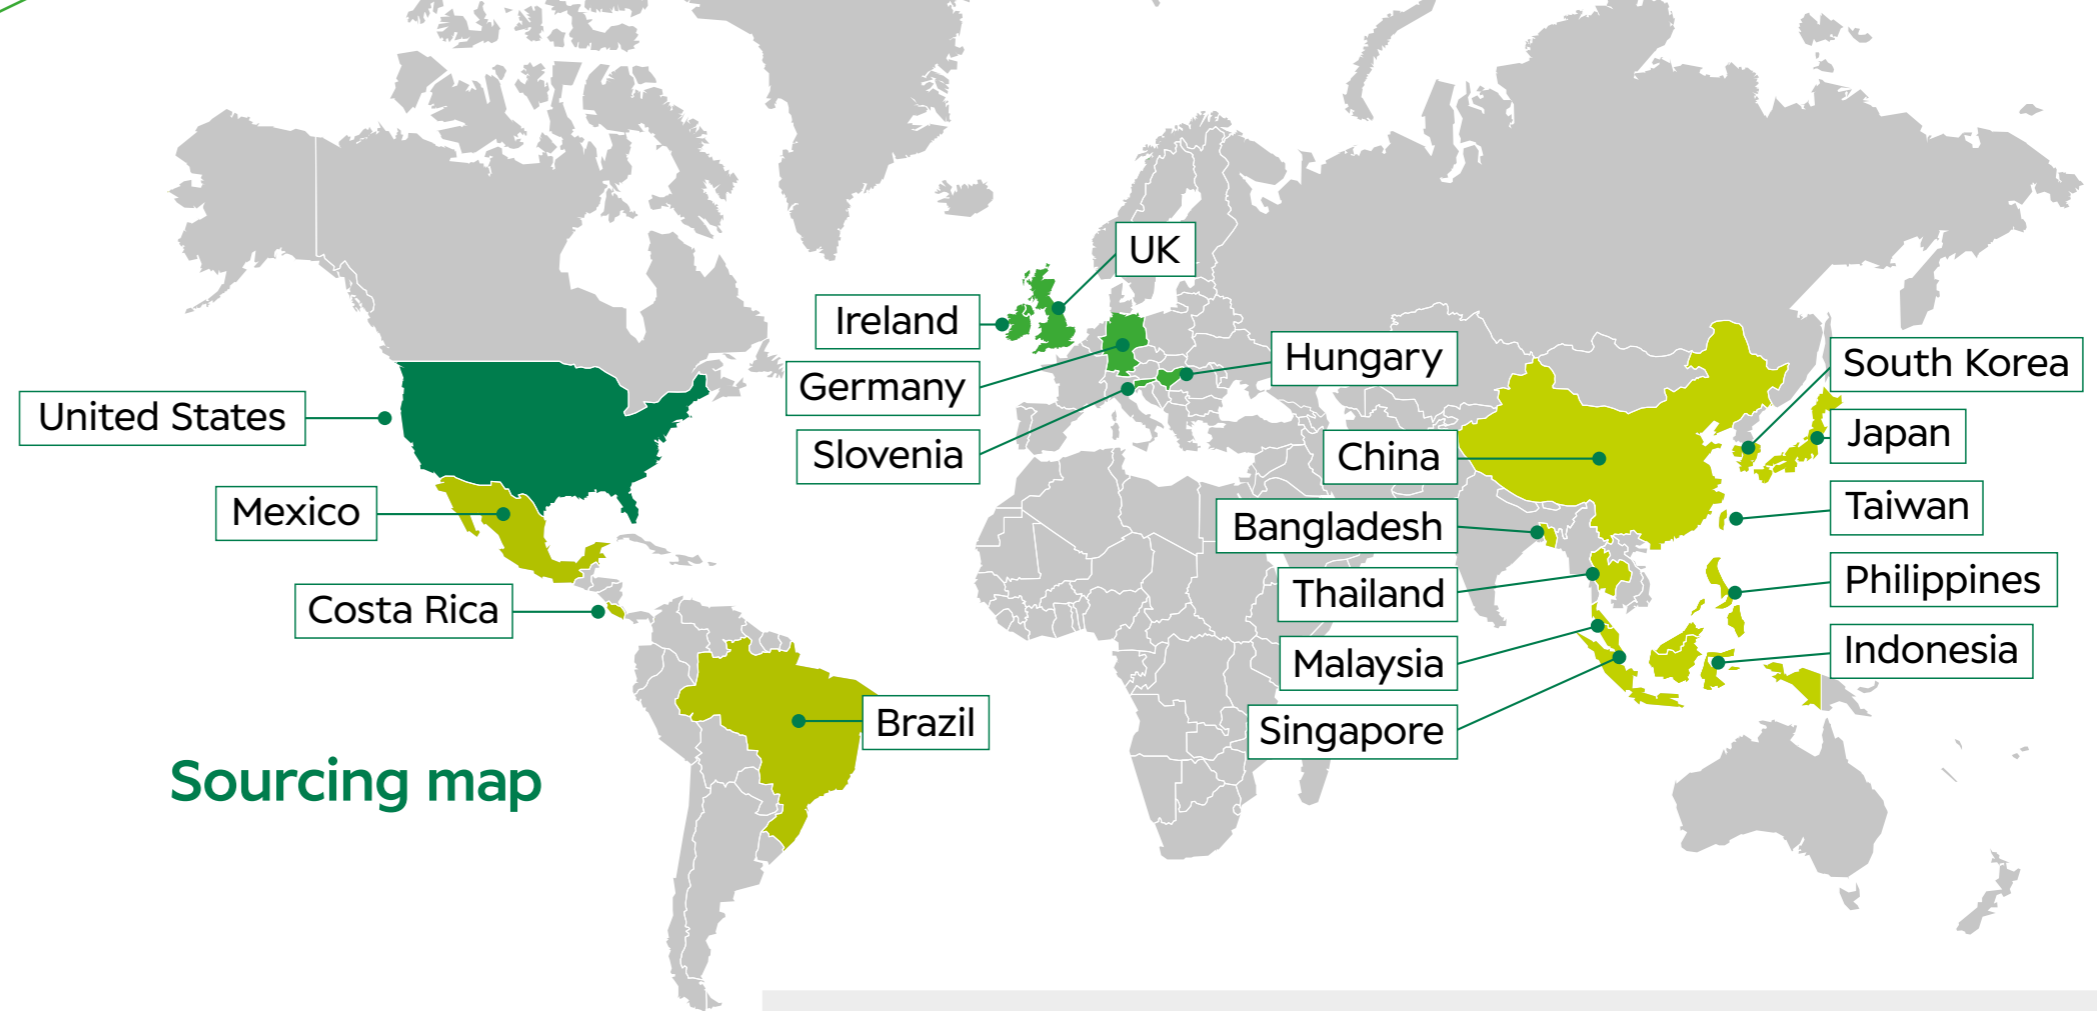 UK
Ireland
Hungary
South Korea
Germany
United States
Japan
Slovenia
China
Mexico
Taiwan
Bangladesh
Philippines
Thailand
Costa Rica
Indonesia
Malaysia
Brazil
Singapore
Sourcing map